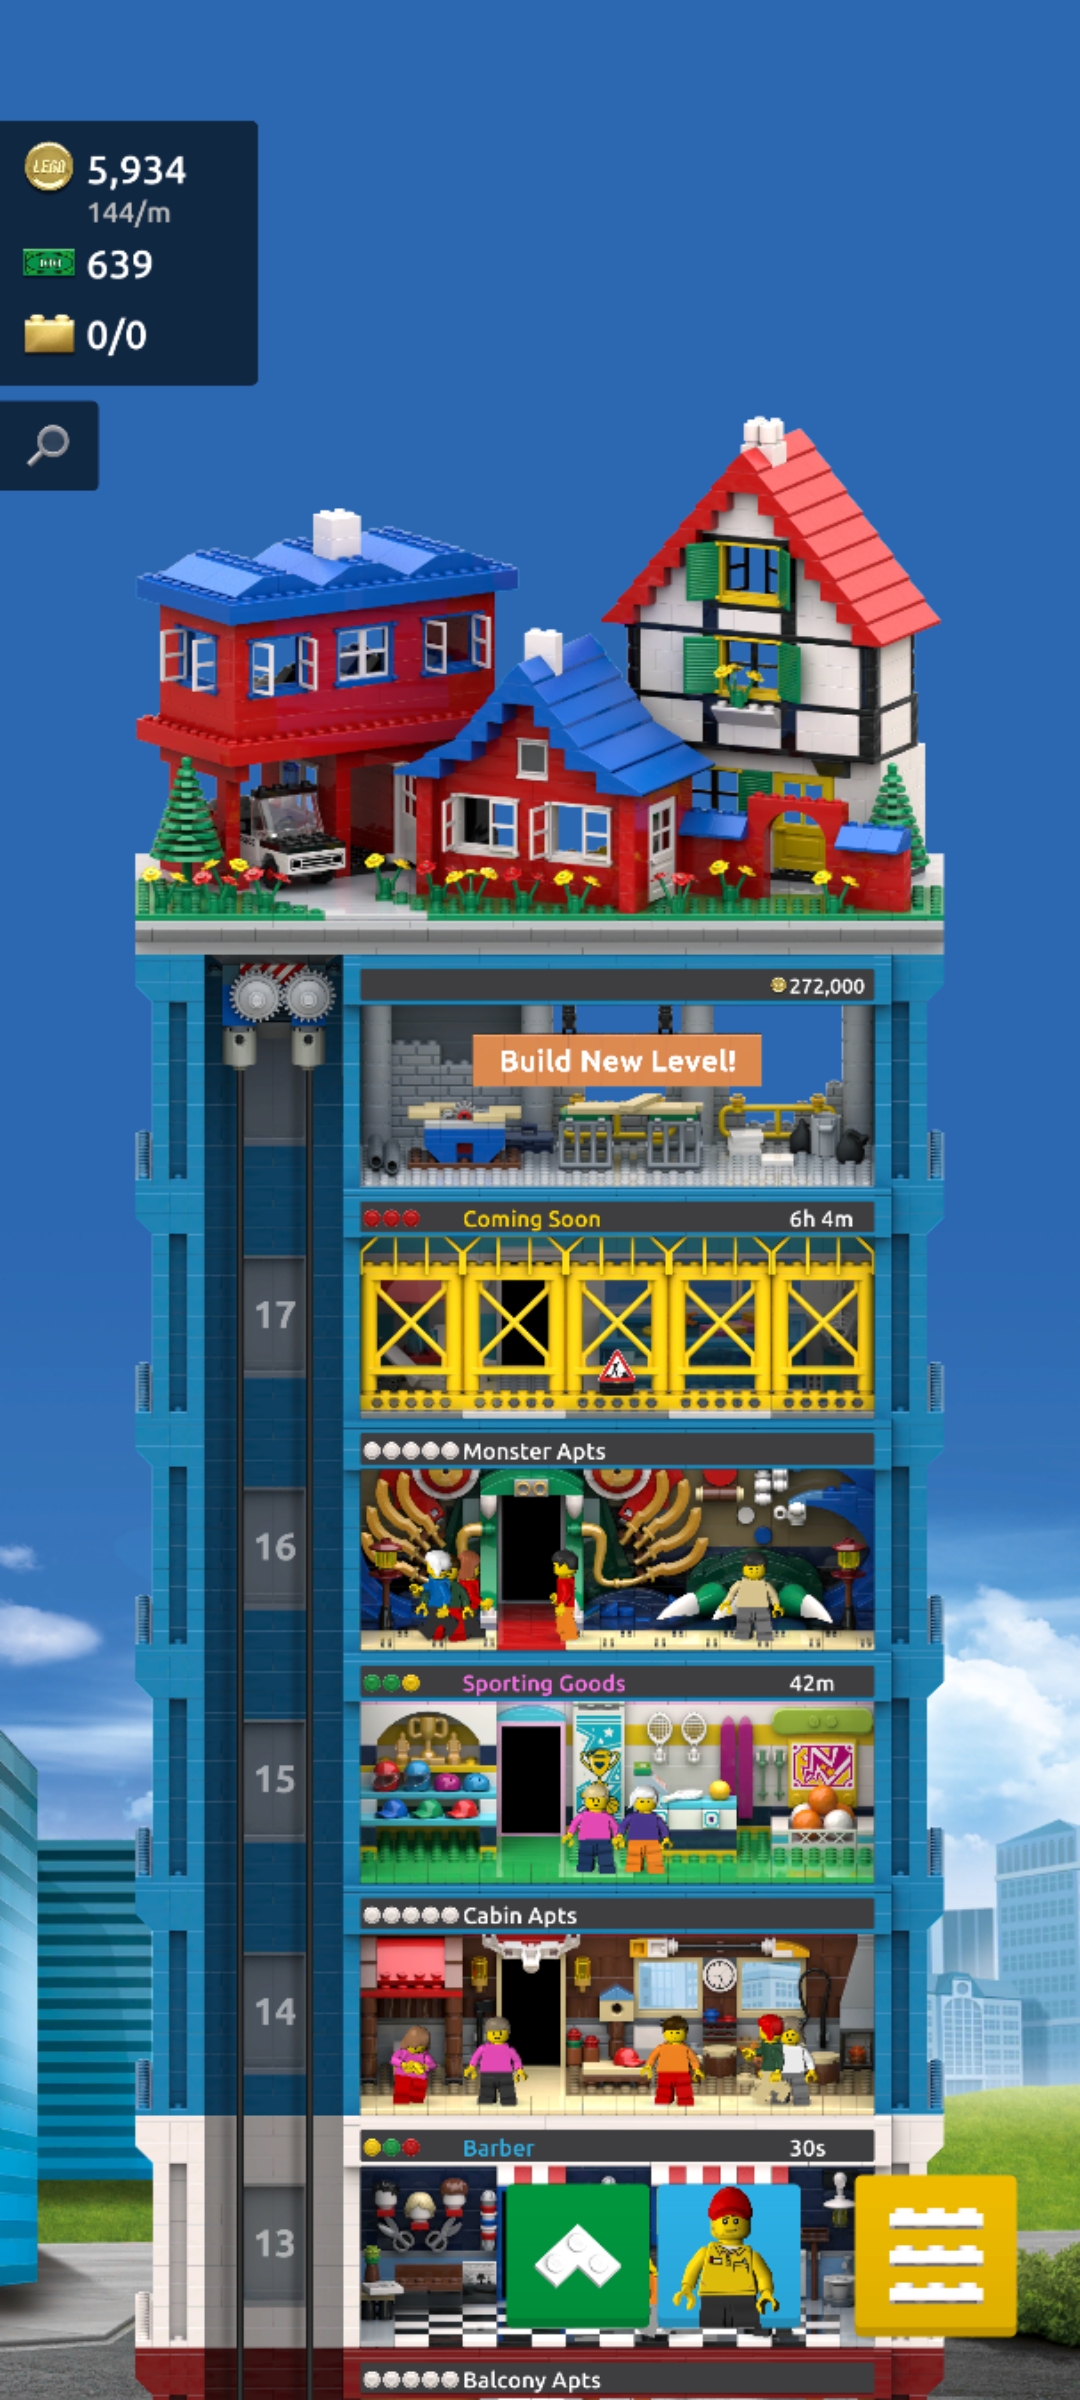 LEGO
5,934
144/m
639
0/0
272,000
Build New Level!
Coming Soon
6h 4m
17
Monster Apts
16
Sporting Goods
42m
15
Cabin Apts
14
Barber
30s
13
Balcony Apts